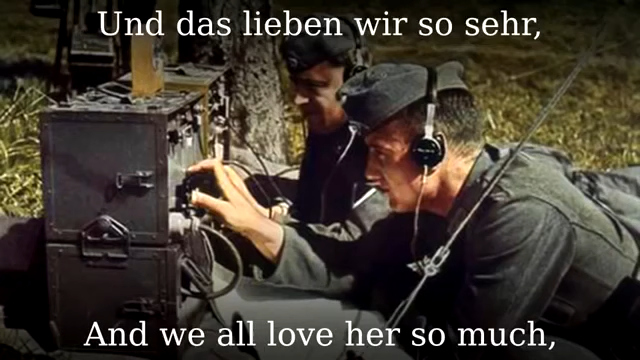 Und das lieben wir so sehr,
And we all love her so much,